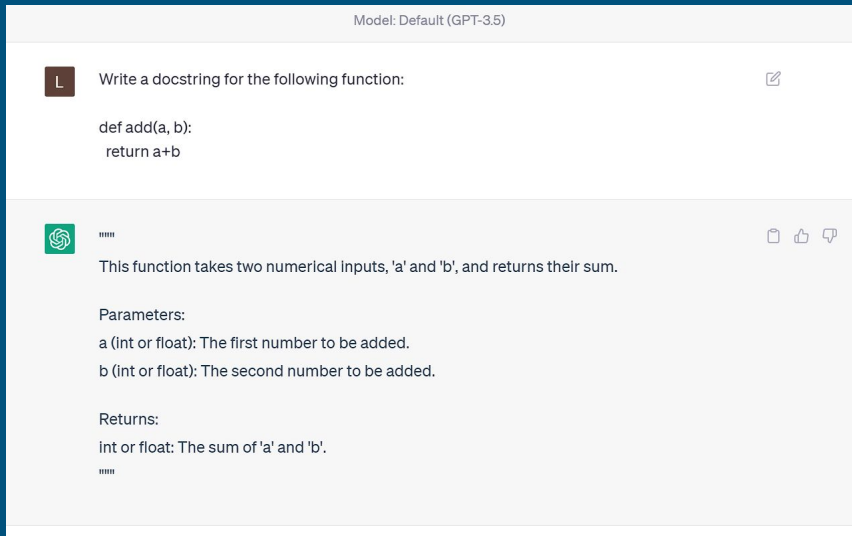 Model: Default (GPT-3.5)
L
Write a docstring for the following function:
def add(a, b):
  return a+b
"""
This function takes two numerical inputs, 'a' and 'b', and returns their sum.
Parameters:
a (int or float): The first number to be added.
b (int or float): The second number to be added.
Returns:
int or float: The sum of 'a' and 'b'.
"""